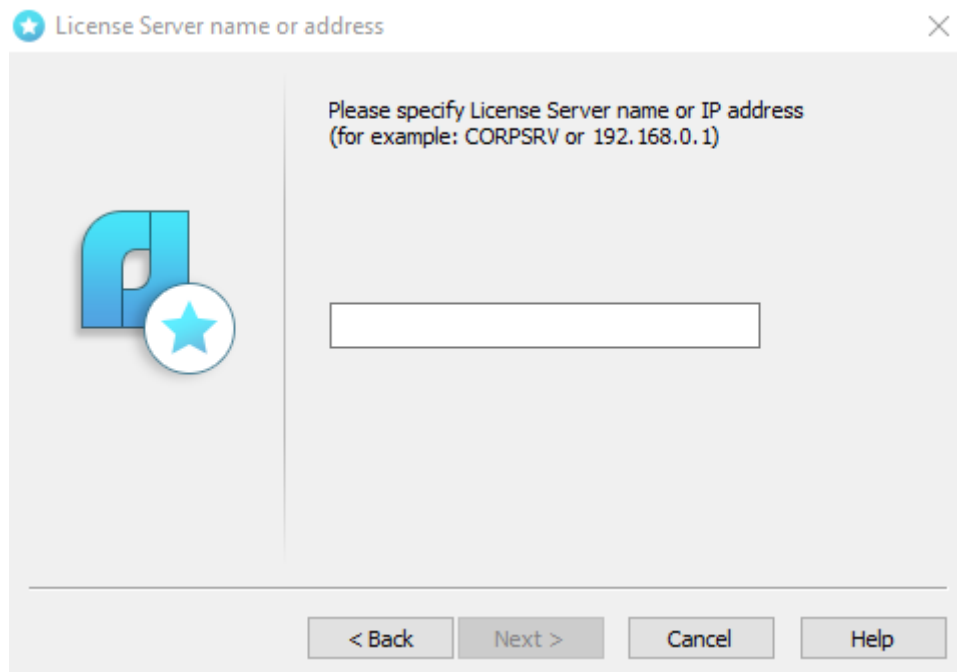 License Server name or address
Please specify License Server name or IP address
(for example: CORPSRV or 192.168.0.1)
< Back
Next >
Cancel
Help